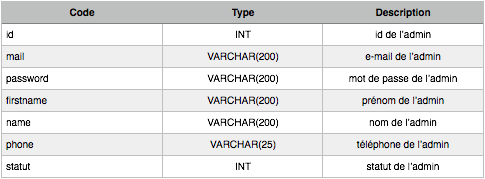 Code Type Description
id INT id de l'admin
mail VARCHAR(200) e-mail de l'admin
password VARCHAR(200) mot de passe de l'admin
firstname VARCHAR(200) prénom de l'admin
name VARCHAR(200) nom de l'admin
phone VARCHAR(25) téléphone de l'admin
statut INT statut de l'admin